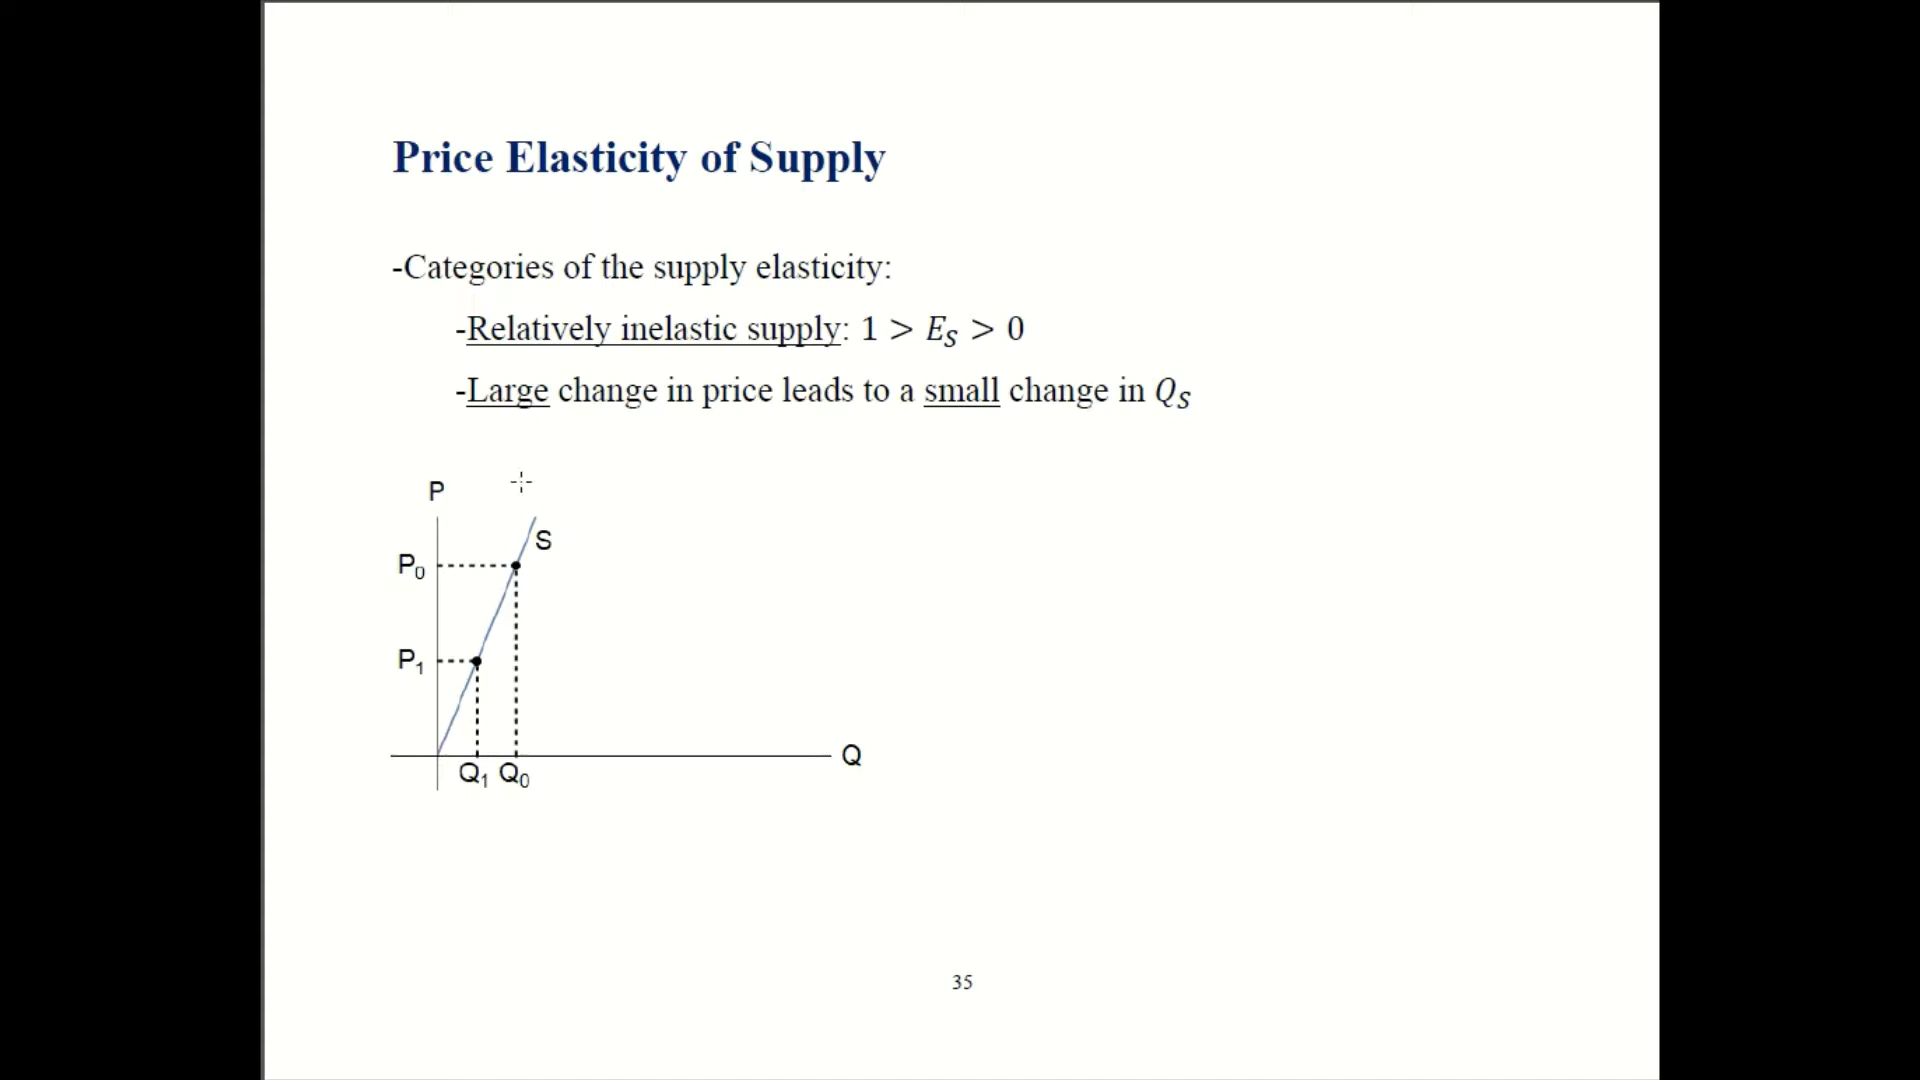 Price Elasticity of Supply
-Categories of the supply elasticity:
-Relatively inelastic supply: 1 > E_S > 0
-Large change in price leads to a small change in Q_S
P
S
P₀
P₁
Q
Q₁ Q₀
35